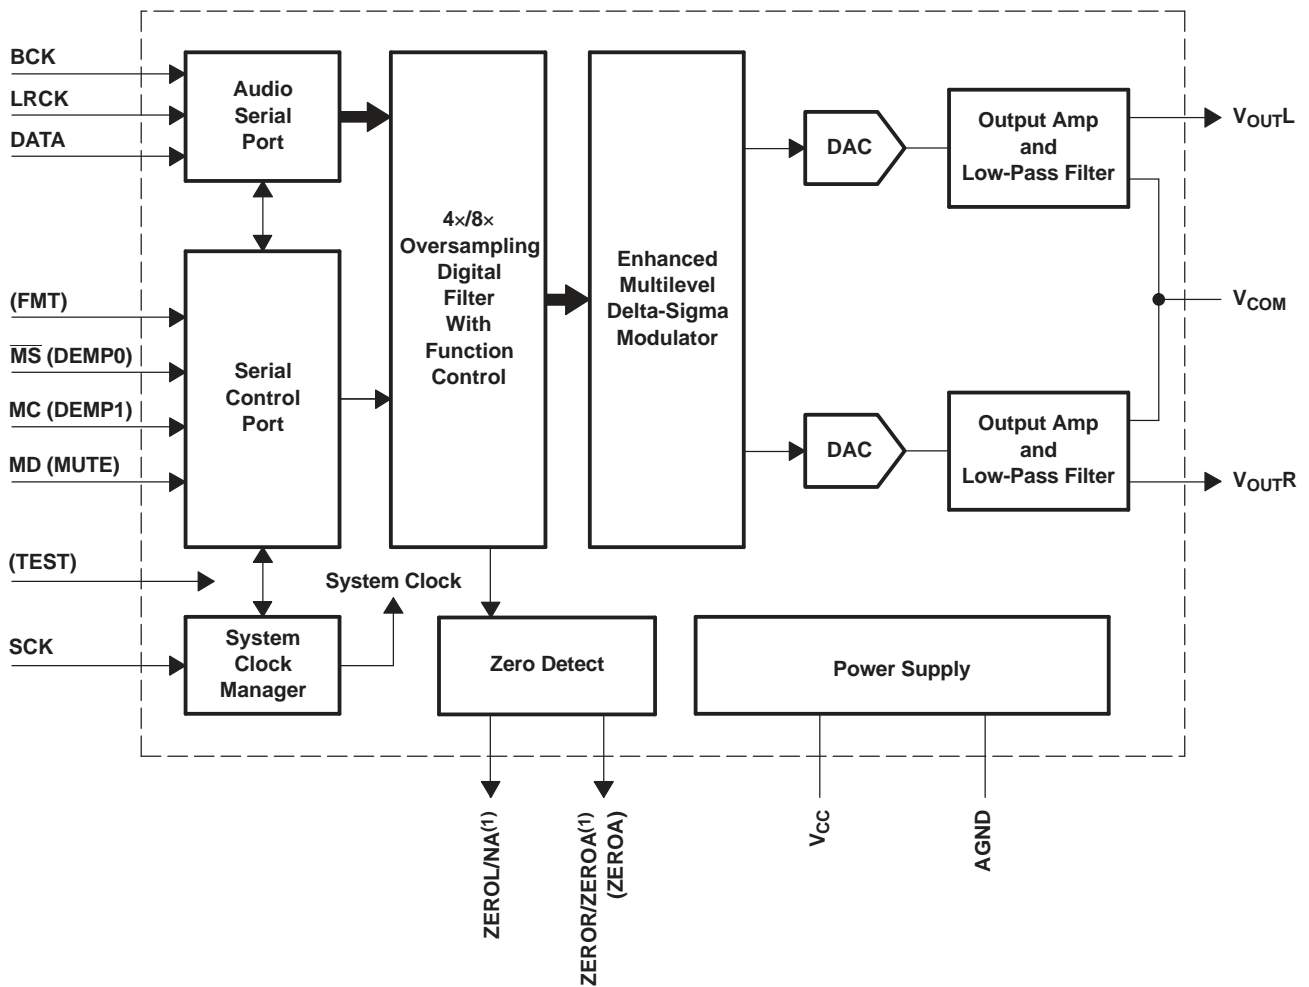 BCK
LRCK
DATA
Audio
Serial
Port
(FMT)
MS (DEMP0)
MC (DEMP1)
MD (MUTE)
Serial
Control
Port
(TEST)
SCK
System
Clock
Manager
System Clock
4×/8×
Oversampling
Digital
Filter
With
Function
Control
Enhanced
Multilevel
Delta-Sigma
Modulator
DAC
Output Amp
and
Low-Pass Filter
VOUTL
VCOM
DAC
Output Amp
and
Low-Pass Filter
VOUTR
Zero Detect
Power Supply
ZEROL/NA(1)
ZEROR/ZEROA(1)
(ZEROA)
VCC
AGND